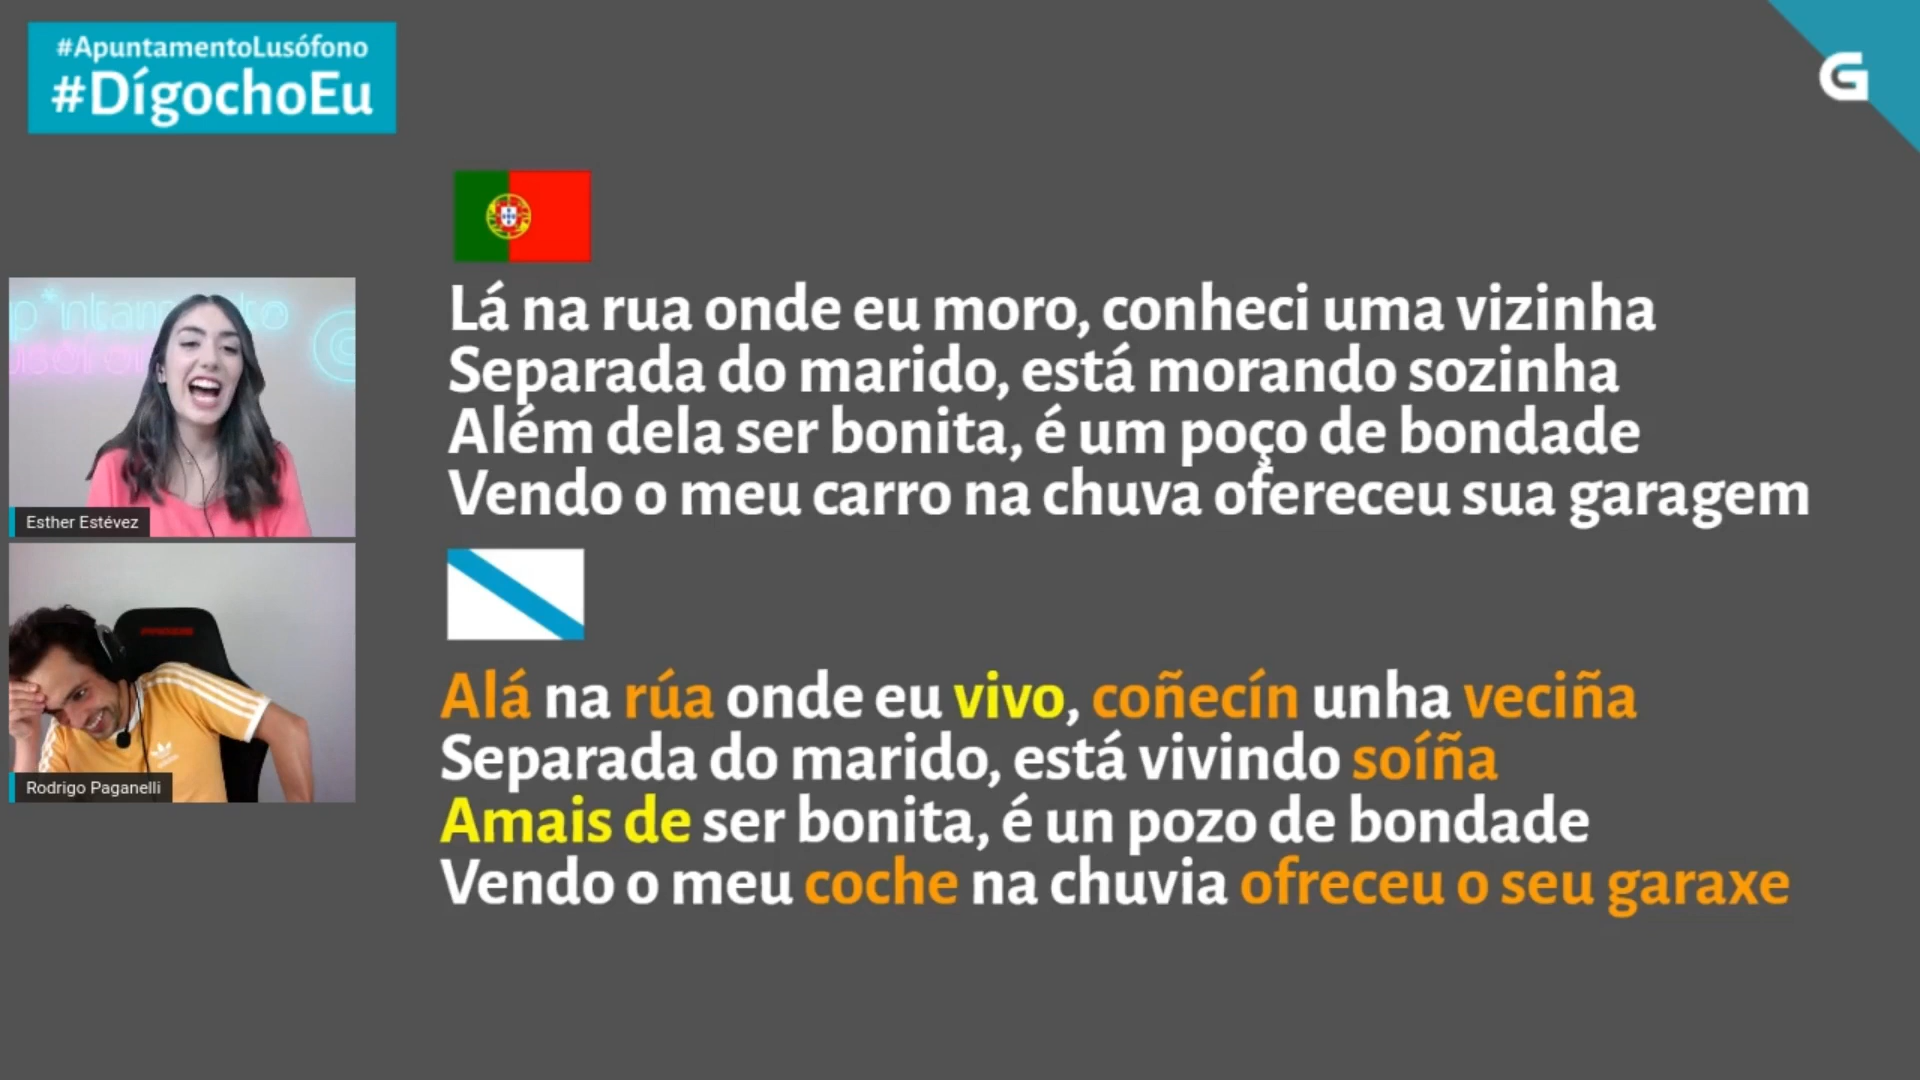 #ApuntamentoLusófono
#DígochoEu
G
Lá na rua onde eu moro, conheci uma vizinha
Separada do marido, está morando sozinha
Além dela ser bonita, é um poço de bondade
Vendo o meu carro na chuva ofereceu sua garagem
Esther Estévez
Rodrigo Paganelli
Alá na rúa onde eu vivo, coñecín unha veciña
Separada do marido, está vivindo soíña
Amais de ser bonita, é un pozo de bondade
Vendo o meu coche na chuvia ofreceu o seu garaxe